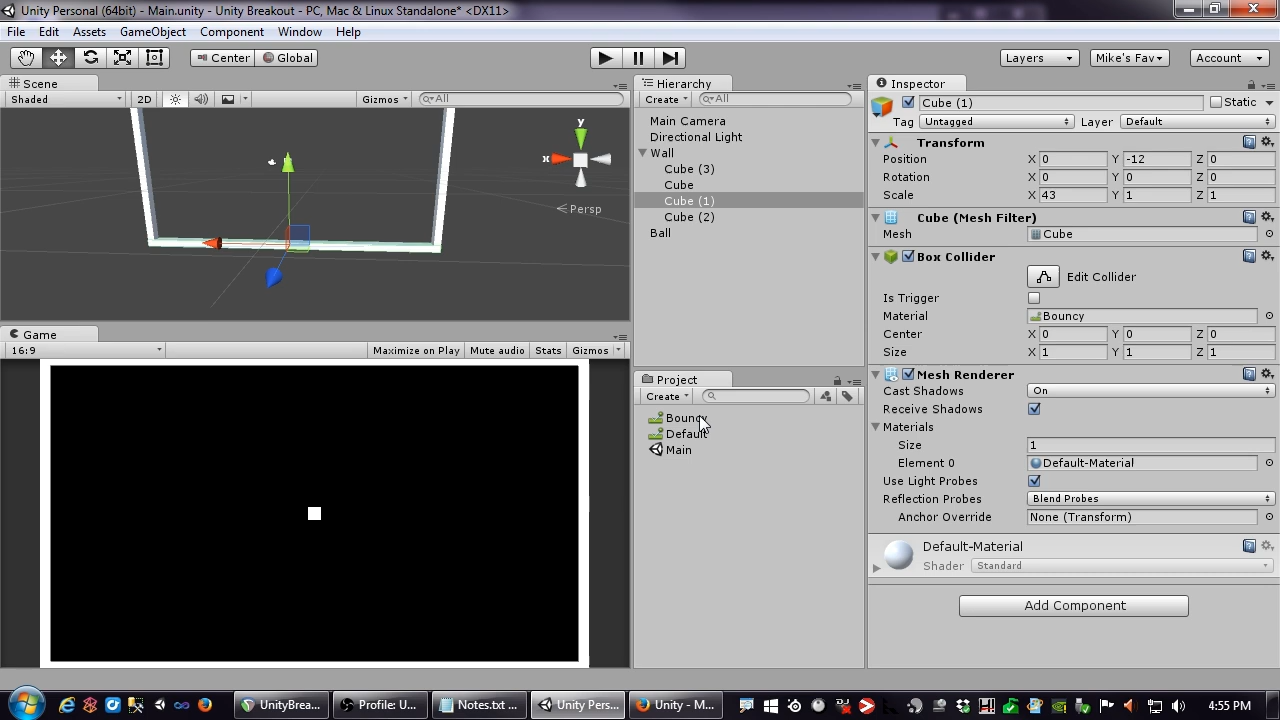 Unity Personal (64bit) - Main.unity - Unity Breakout - PC, Mac & Linux Standalone* <DX11>
File Edit Assets GameObject Component Window Help
Center Global Layers Mike's Fav Account
Scene
Shaded 2D Gizmos All
y
x
Persp
Game
16:9 Maximize on Play Mute audio Stats Gizmos
Hierarchy
Create All
Main Camera
Directional Light
Wall
Cube (3)
Cube
Cube (1)
Cube (2)
Ball
Project
Create
Bouncy
Default
Main
Inspector
Cube (1) Static
Tag Untagged Layer Default
Transform
Position X 0 Y -12 Z 0
Rotation X 0 Y 0 Z 0
Scale X 43 Y 1 Z 1
Cube (Mesh Filter)
Mesh Cube
Box Collider
Edit Collider
Is Trigger
Material Bouncy
Center X 0 Y 0 Z 0
Size X 1 Y 1 Z 1
Mesh Renderer
Cast Shadows On
Receive Shadows
Materials
Size 1
Element 0 Default-Material
Use Light Probes
Reflection Probes Blend Probes
Anchor Override None (Transform)
Default-Material
Shader Standard
Add Component
UnityBrea... Profile: U... Notes.txt ... Unity Pers... Unity - M... 4:55 PM